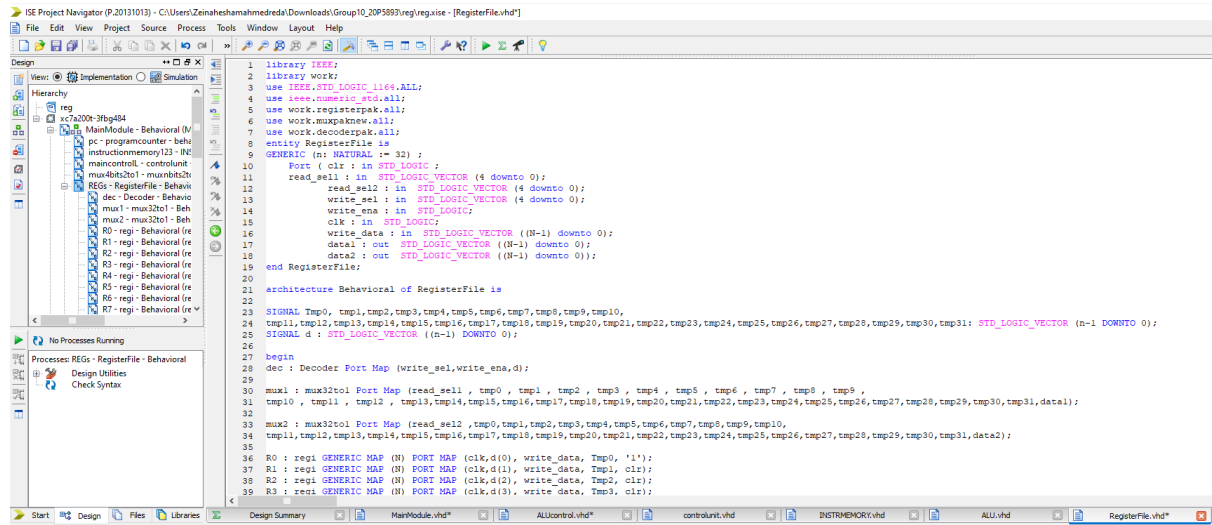 ISE Project Navigator (P.20131013) - C:\Users\Zeinaheshamahmedreda\Downloads\Group10_20P5893\reg\reg.xise - [RegisterFile.vhd*]
File Edit View Project Source Process Tools Window Layout Help
Design
View: Implementation Simulation
Hierarchy
reg
xc7a200t-3fbg484
MainModule - Behavioral (M
pc - programcounter - beha
instructionmemory123 - INS
maincontrolL - controlunit
mux4bits2to1 - muxnbits2to
REGs - RegisterFile - Behavio
dec - Decoder - Behavio
mux1 - mux32to1 - Beh
mux2 - mux32to1 - Beh
R0 - regi - Behavioral (re
R1 - regi - Behavioral (re
R2 - regi - Behavioral (re
R3 - regi - Behavioral (re
R4 - regi - Behavioral (re
R5 - regi - Behavioral (re
R6 - regi - Behavioral (re
R7 - regi - Behavioral (re
No Processes Running
Processes: REGs - RegisterFile - Behavioral
Design Utilities
Check Syntax
1 library IEEE;
2 library work;
3 use IEEE.STD_LOGIC_1164.ALL;
4 use ieee.numeric_std.all;
5 use work.registerpak.all;
6 use work.muxpaknew.all;
7 use work.decoderpak.all;
8 entity RegisterFile is
9 GENERIC (n: NATURAL := 32) ;
10 Port ( clr : in STD_LOGIC ;
11 read_sel1 : in STD_LOGIC_VECTOR (4 downto 0);
12 read_sel2 : in STD_LOGIC_VECTOR (4 downto 0);
13 write_sel : in STD_LOGIC_VECTOR (4 downto 0);
14 write_ena : in STD_LOGIC;
15 clk : in STD_LOGIC;
16 write_data : in STD_LOGIC_VECTOR ((N-1) downto 0);
17 data1 : out STD_LOGIC_VECTOR ((N-1) downto 0);
18 data2 : out STD_LOGIC_VECTOR ((N-1) downto 0));
19 end RegisterFile;
20
21 architecture Behavioral of RegisterFile is
22
23 SIGNAL Tmp0, tmp1,tmp2,tmp3,tmp4,tmp5,tmp6,tmp7,tmp8,tmp9,tmp10,
24 tmp11,tmp12,tmp13,tmp14,tmp15,tmp16,tmp17,tmp18,tmp19,tmp20,tmp21,tmp22,tmp23,tmp24,tmp25,tmp26,tmp27,tmp28,tmp29,tmp30,tmp31: STD_LOGIC_VECTOR (n-1 DOWNTO 0);
25 SIGNAL d : STD_LOGIC_VECTOR ((n-1) DOWNTO 0);
26
27 begin
28 dec : Decoder Port Map (write_sel,write_ena,d);
29
30 mux1 : mux32to1 Port Map (read_sel1 , tmp0 , tmp1 , tmp2 , tmp3 , tmp4 , tmp5 , tmp6 , tmp7 , tmp8 , tmp9 ,
31 tmp10 , tmp11 , tmp12 , tmp13,tmp14,tmp15,tmp16,tmp17,tmp18,tmp19,tmp20,tmp21,tmp22,tmp23,tmp24,tmp25,tmp26,tmp27,tmp28,tmp29,tmp30,tmp31,data1);
32
33 mux2 : mux32to1 Port Map (read_sel2 ,tmp0,tmp1,tmp2,tmp3,tmp4,tmp5,tmp6,tmp7,tmp8,tmp9,tmp10,
34 tmp11,tmp12,tmp13,tmp14,tmp15,tmp16,tmp17,tmp18,tmp19,tmp20,tmp21,tmp22,tmp23,tmp24,tmp25,tmp26,tmp27,tmp28,tmp29,tmp30,tmp31,data2);
35
36 R0 : regi GENERIC MAP (N) PORT MAP (clk,d(0), write_data, Tmp0, '1');
37 R1 : regi GENERIC MAP (N) PORT MAP (clk,d(1), write_data, Tmp1, clr);
38 R2 : regi GENERIC MAP (N) PORT MAP (clk,d(2), write_data, Tmp2, clr);
39 R3 : regi GENERIC MAP (N) PORT MAP (clk,d(3), write_data, Tmp3, clr);
Start Design Files Libraries Design Summary MainModule.vhd* ALUcontrol.vhd* controlunit.vhd INSTRMEMORY.vhd ALU.vhd RegisterFile.vhd*